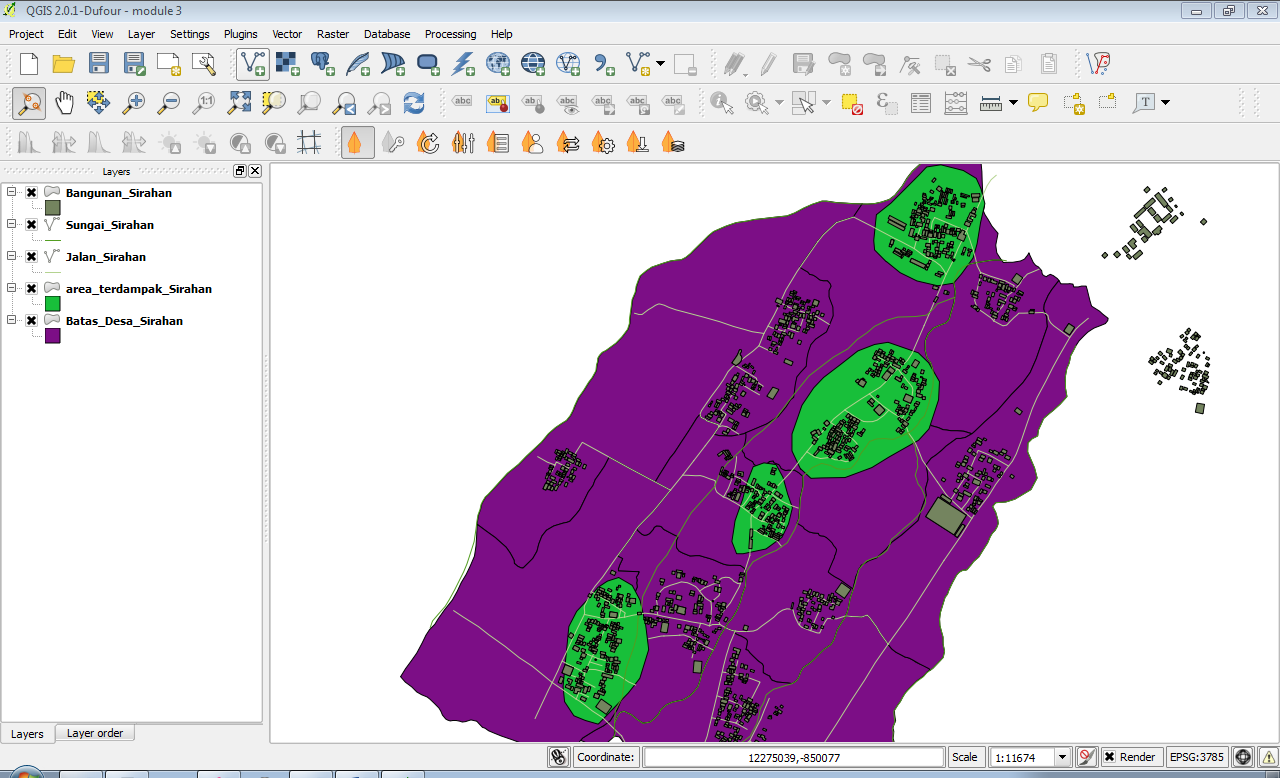 QGIS 2.0.1-Dufour - module 3
Project Edit View Layer Settings Plugins Vector Raster Database Processing Help
Layers
Bangunan_Sirahan
Sungai_Sirahan
Jalan_Sirahan
area_terdampak_Sirahan
Batas_Desa_Sirahan
Layers Layer order
Coordinate: 12275039,-850077 Scale 1:11674 Render EPSG:3785